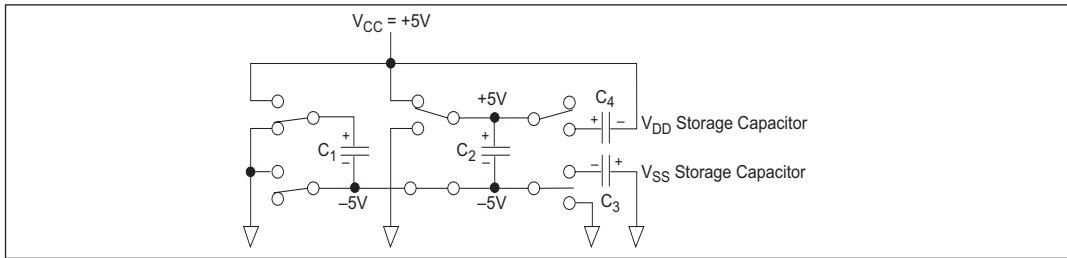 V_CC = +5V
+5V
C_4
+ − V_DD Storage Capacitor
+
C_1
−
+
C_2
−
− + V_SS Storage Capacitor
C_3
–5V
–5V